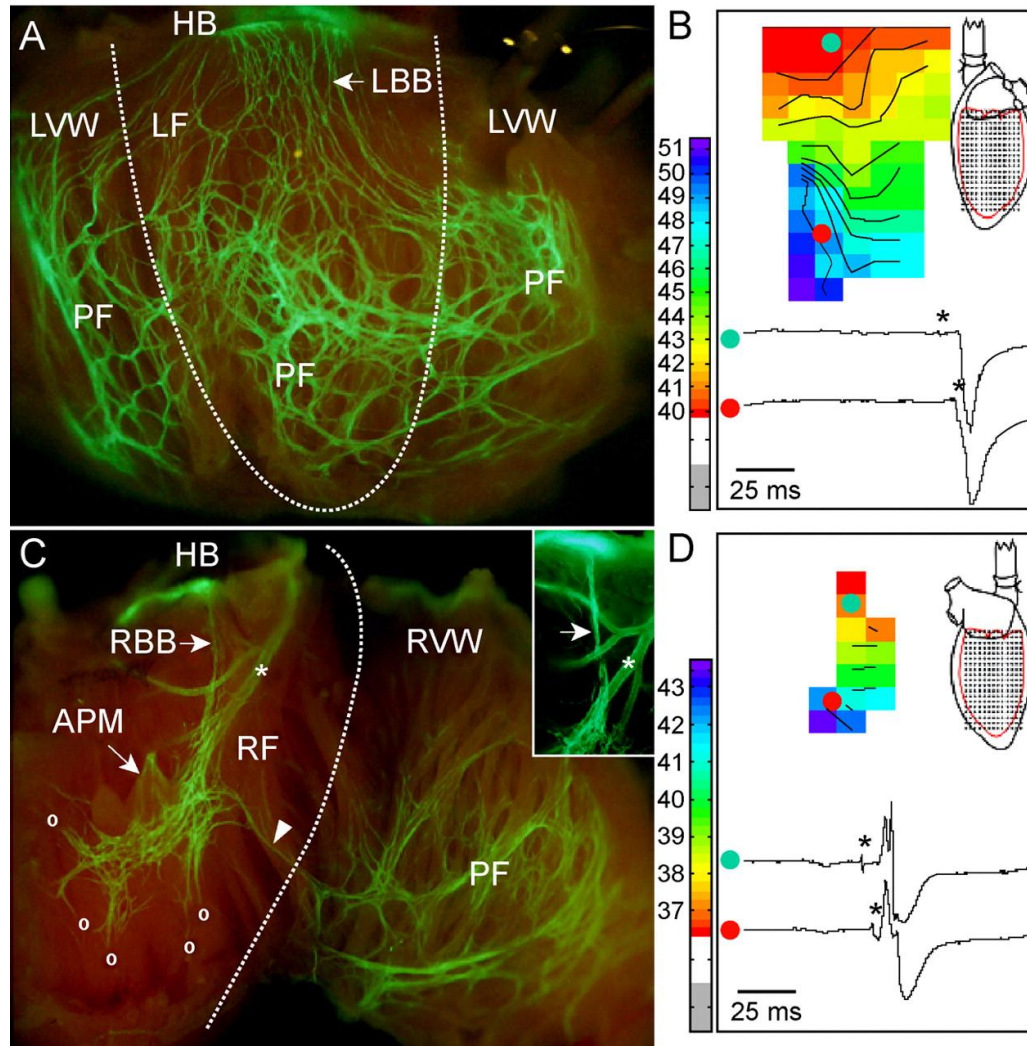 A
HB
LBB
LVW
LF
LVW
PF
PF
PF
B
51
50
49
48
47
46
45
44
43
42
41
40
*
*
25 ms
C
HB
RBB
*
RVW
*
APM
RF
PF
o
o
o
o
o
D
43
42
41
40
39
38
37
*
*
25 ms